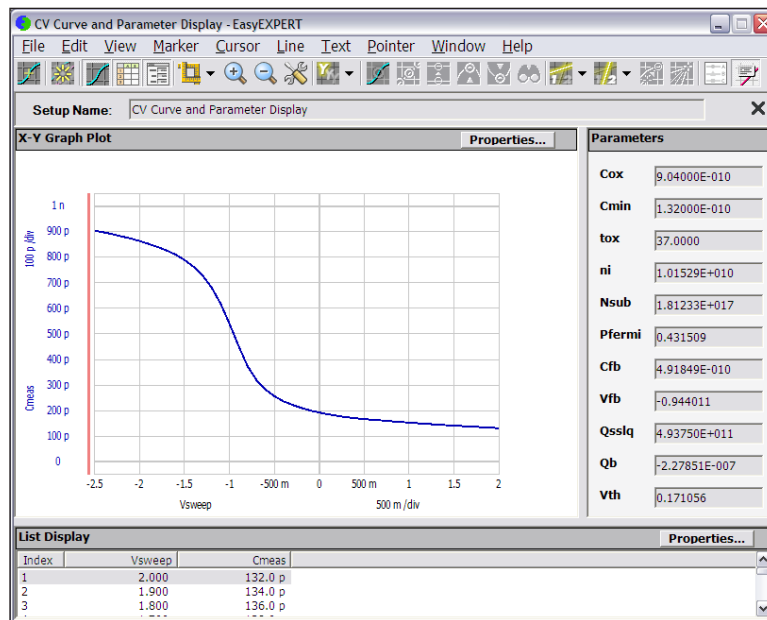 CV Curve and Parameter Display - EasyEXPERT
File Edit View Marker Cursor Line Text Pointer Window Help
Setup Name: CV Curve and Parameter Display
X-Y Graph Plot
Properties...
1 n
900 p
800 p
700 p
600 p
500 p
400 p
300 p
200 p
100 p
0
100 p /div
Cmeas
-2.5 -2 -1.5 -1 -500 m 0 500 m 1 1.5 2
Vsweep 500 m /div
Parameters
Cox 9.04000E-010
Cmin 1.32000E-010
tox 37.0000
ni 1.01529E+010
Nsub 1.81233E+017
Pfermi 0.431509
Cfb 4.91849E-010
Vfb -0.944011
Qsslq 4.93750E+011
Qb -2.27851E-007
Vth 0.171056
List Display
Properties...
Index Vsweep Cmeas
1 2.000 132.0 p
2 1.900 134.0 p
3 1.800 136.0 p